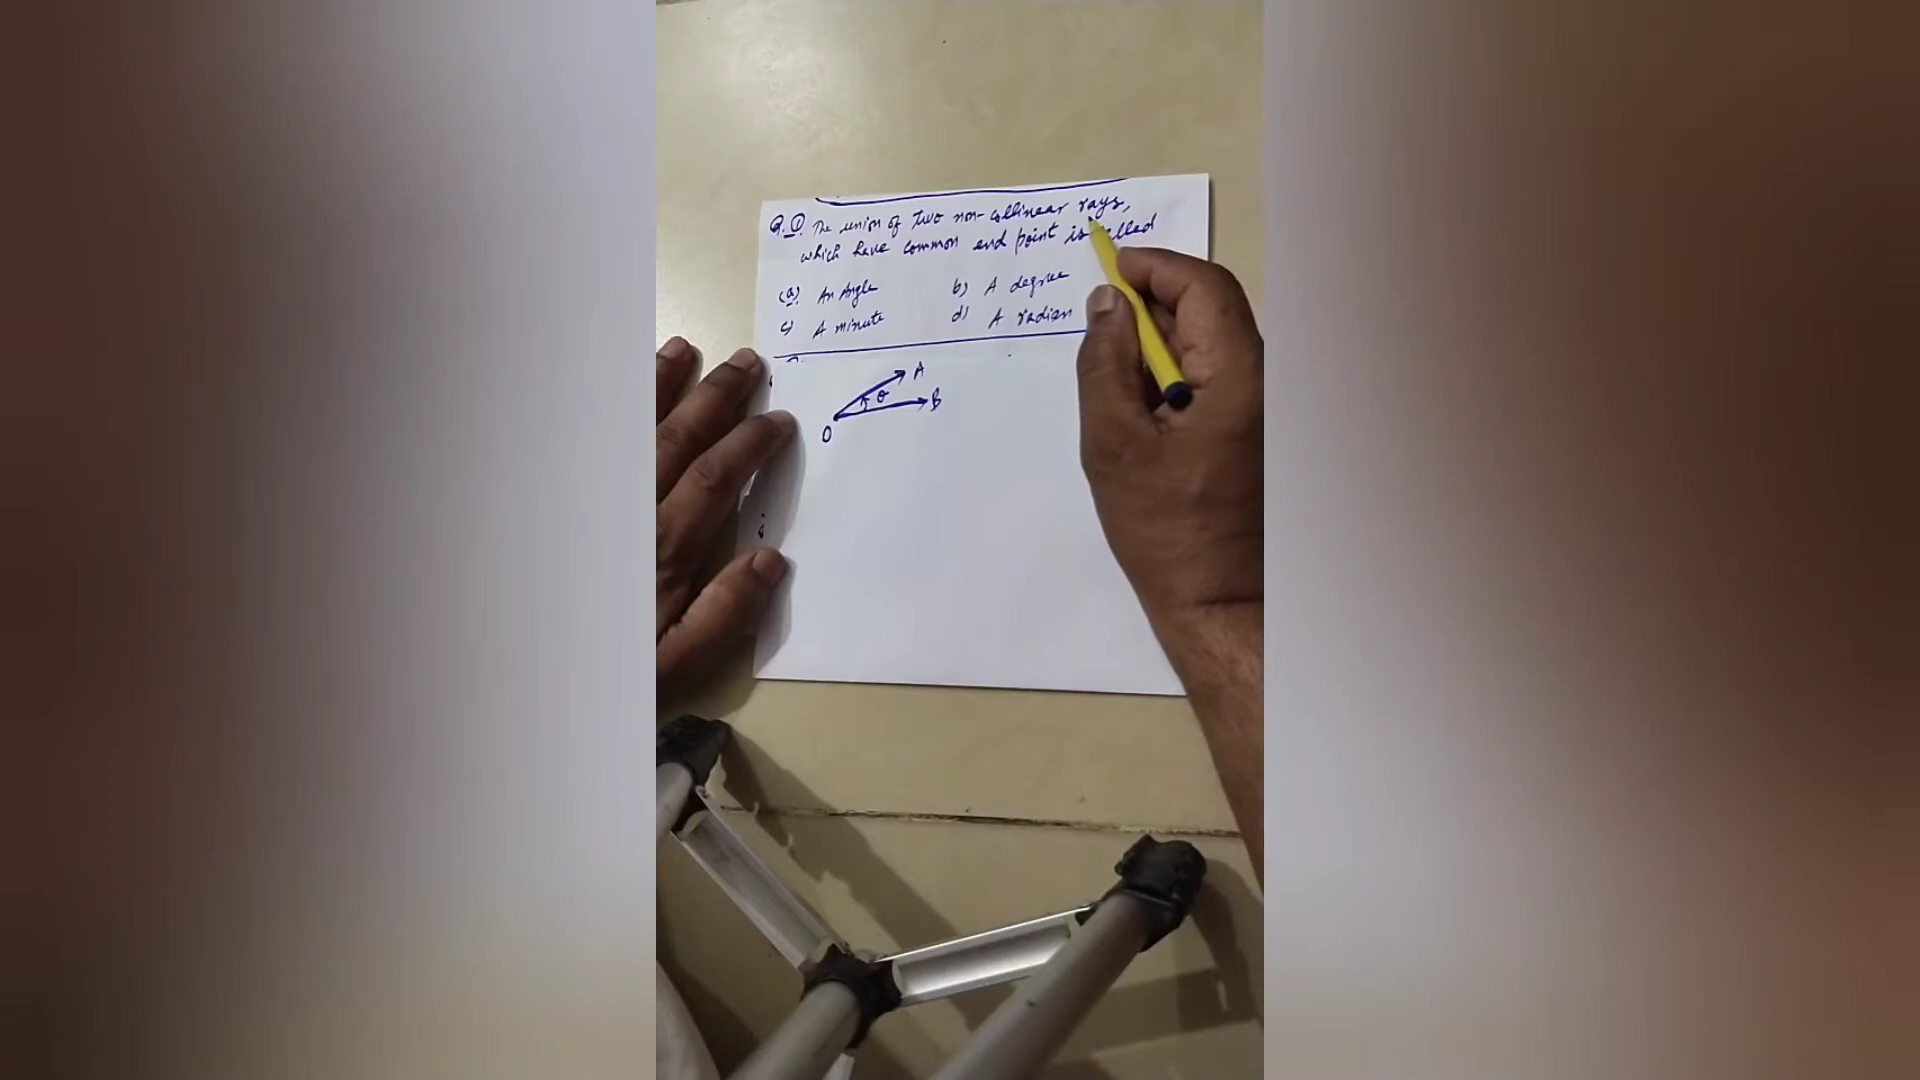 Q.① The union of two non-collinear rays,
which have common end point is called
(a) An Angle b) A degree
c) A minute d) A radian
A
θ
B
O